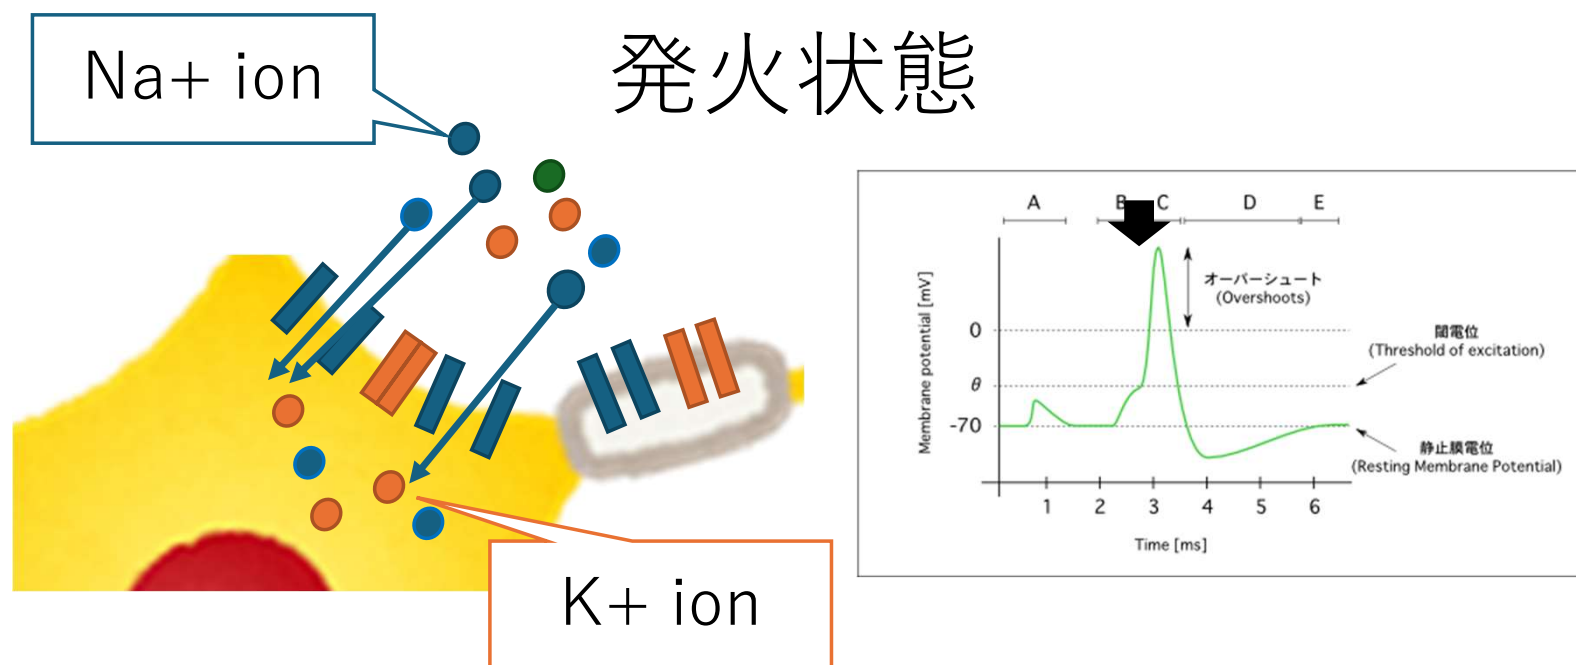 Na+ ion
発火状態
K+ ion
A
B
C
D
E
オーバーシュート
(Overshoots)
閾電位
(Threshold of excitation)
静止膜電位
(Resting Membrane Potential)
Membrane potential [mV]
0
θ
-70
1
2
3
4
5
6
Time [ms]